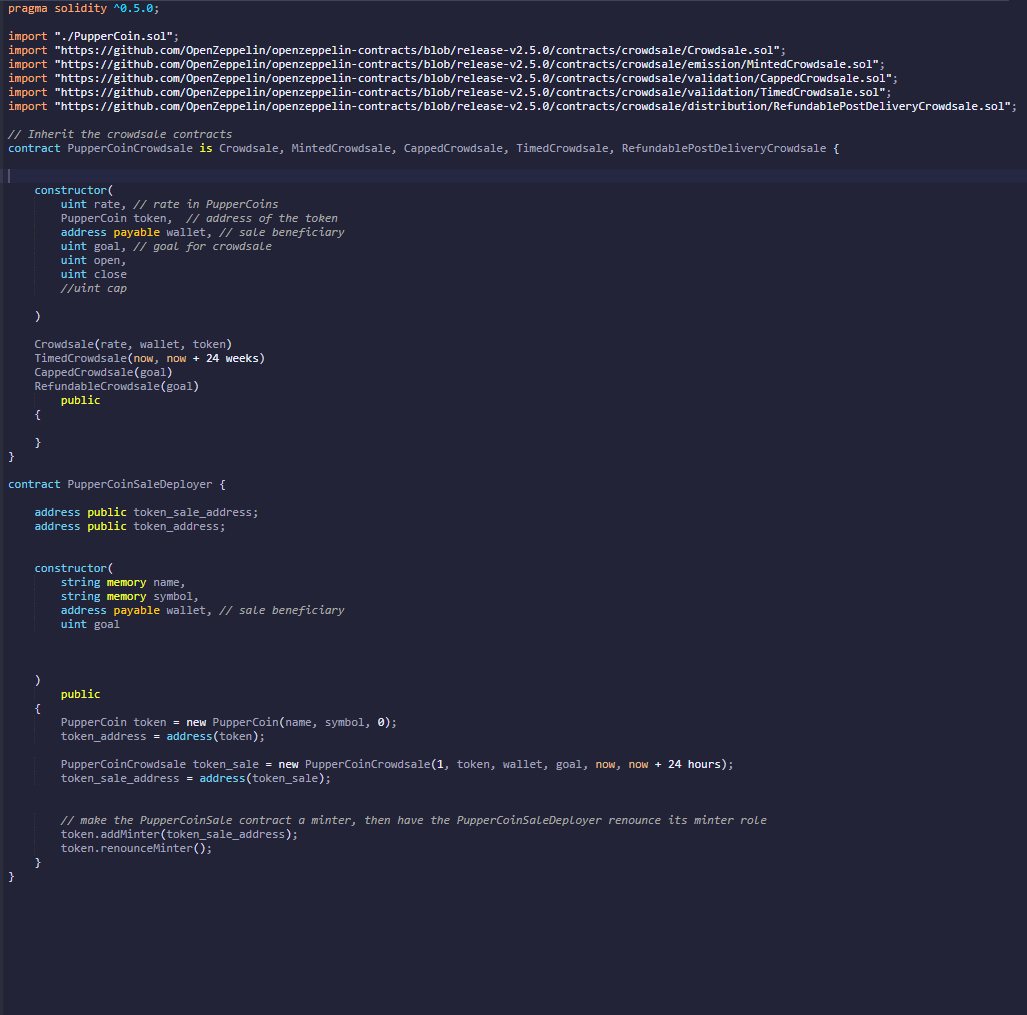 pragma solidity ^0.5.0;
import "./PupperCoin.sol";
import "https://github.com/OpenZeppelin/openzeppelin-contracts/blob/release-v2.5.0/contracts/crowdsale/Crowdsale.sol";
import "https://github.com/OpenZeppelin/openzeppelin-contracts/blob/release-v2.5.0/contracts/crowdsale/emission/MintedCrowdsale.sol";
import "https://github.com/OpenZeppelin/openzeppelin-contracts/blob/release-v2.5.0/contracts/crowdsale/validation/CappedCrowdsale.sol";
import "https://github.com/OpenZeppelin/openzeppelin-contracts/blob/release-v2.5.0/contracts/crowdsale/validation/TimedCrowdsale.sol";
import "https://github.com/OpenZeppelin/openzeppelin-contracts/blob/release-v2.5.0/contracts/crowdsale/distribution/RefundablePostDeliveryCrowdsale.sol";
// Inherit the crowdsale contracts
contract PupperCoinCrowdsale is Crowdsale, MintedCrowdsale, CappedCrowdsale, TimedCrowdsale, RefundablePostDeliveryCrowdsale {
constructor(
uint rate, // rate in PupperCoins
PupperCoin token,  // address of the token
address payable wallet, // sale beneficiary
uint goal, // goal for crowdsale
uint open,
uint close
//uint cap
)
Crowdsale(rate, wallet, token)
TimedCrowdsale(now, now + 24 weeks)
CappedCrowdsale(goal)
RefundableCrowdsale(goal)
public
{
}
}
contract PupperCoinSaleDeployer {
address public token_sale_address;
address public token_address;
constructor(
string memory name,
string memory symbol,
address payable wallet, // sale beneficiary
uint goal
)
public
{
PupperCoin token = new PupperCoin(name, symbol, 0);
token_address = address(token);
PupperCoinCrowdsale token_sale = new PupperCoinCrowdsale(1, token, wallet, goal, now, now + 24 hours);
token_sale_address = address(token_sale);
// make the PupperCoinSale contract a minter, then have the PupperCoinSaleDeployer renounce its minter role
token.addMinter(token_sale_address);
token.renounceMinter();
}
}